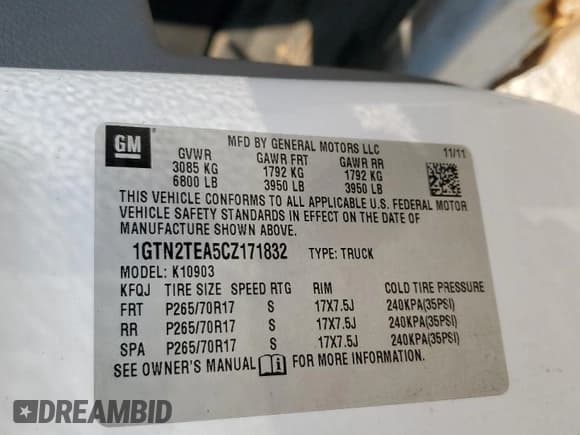 GM
MFD BY GENERAL MOTORS LLC
11/11
GVWR GAWR FRT GAWR RR
3085 KG 1792 KG 1792 KG
6800 LB 3950 LB 3950 LB
THIS VEHICLE CONFORMS TO ALL APPLICABLE U.S. FEDERAL MOTOR
VEHICLE SAFETY STANDARDS IN EFFECT ON THE DATE OF
MANUFACTURE SHOWN ABOVE.
1GTN2TEA5CZ171832 TYPE: TRUCK
MODEL: K10903
KFQJ TIRE SIZE SPEED RTG RIM COLD TIRE PRESSURE
FRT P265/70R17 S 17X7.5J 240KPA(35PSI)
RR P265/70R17 S 17X7.5J 240KPA(35PSI)
SPA P265/70R17 S 17X7.5J 240KPA(35PSI)
SEE OWNER'S MANUAL FOR MORE INFORMATION.
DREAMBID